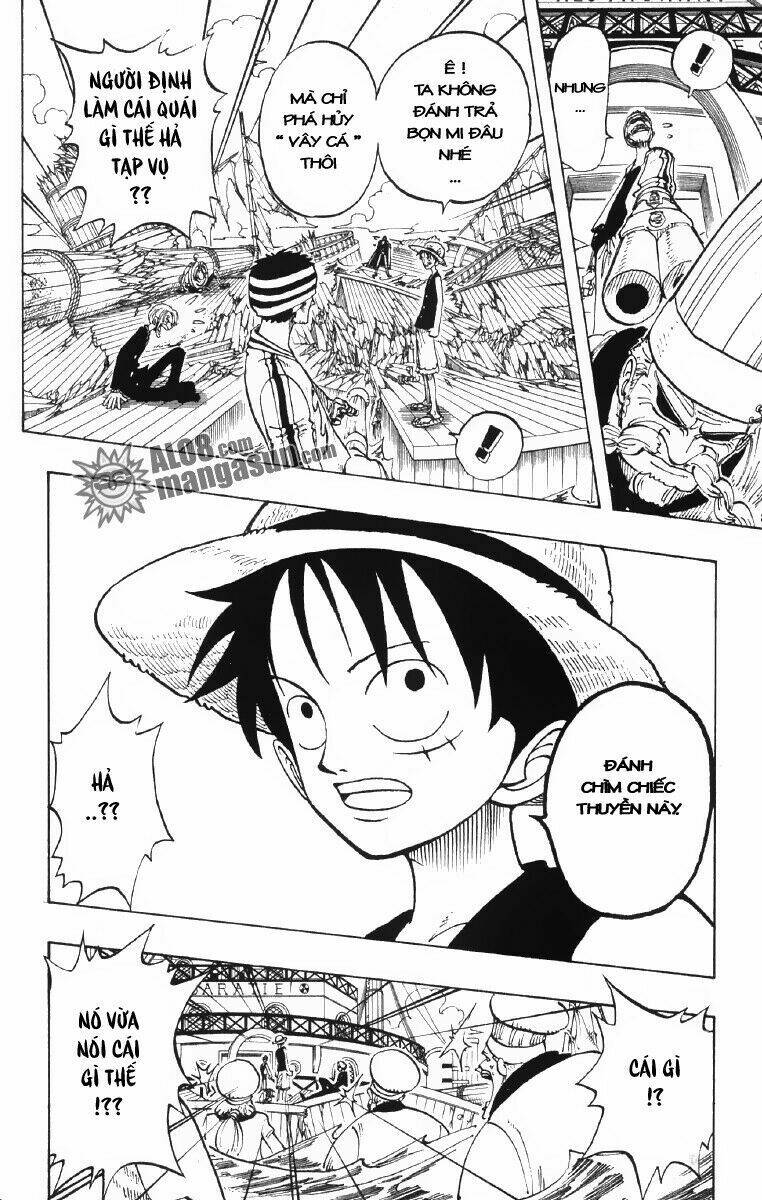 !
NHƯNG
...
Ê !
TA KHÔNG
ĐÁNH TRẢ
BỌN MI ĐÂU
NHÉ
...
MÀ CHỈ
PHÁ HỦY
“ VÂY CÁ ”
THÔI
NGƯỜI ĐỊNH
LÀM CÁI QUÁI
GÌ THẾ HẢ
TẠP VỤ
??
!
AL08.com
mangasun.com
ĐÁNH
CHÌM CHIẾC
THUYỀN NÀY.
HẢ
..??
ARATIE
CÁI GÌ
!?
NÓ VỪA
NÓI CÁI
GÌ THẾ
!??